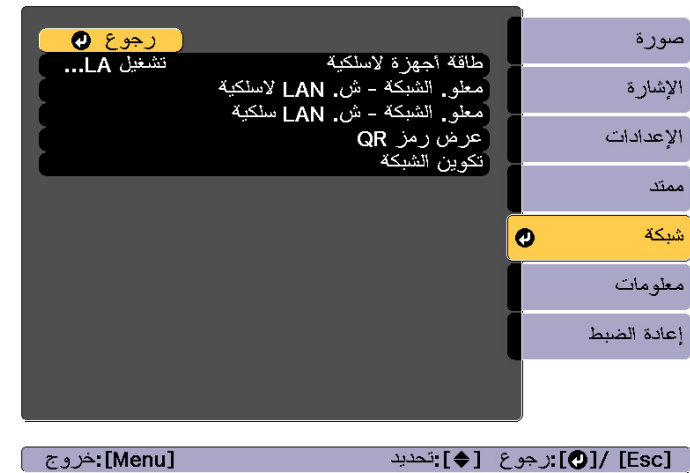 صورة
الإشارة
الإعدادات
ممتد
شبكة
معلومات
إعادة الضبط
رجوع
طاقة أجهزة لاسلكية تشغيل LA...
معلو. الشبكة - ش. LAN لاسلكية
معلو. الشبكة - ش. LAN سلكية
عرض رمز QR
تكوين الشبكة
[Esc] /[]:رجوع []:تحديد [Menu]:خروج